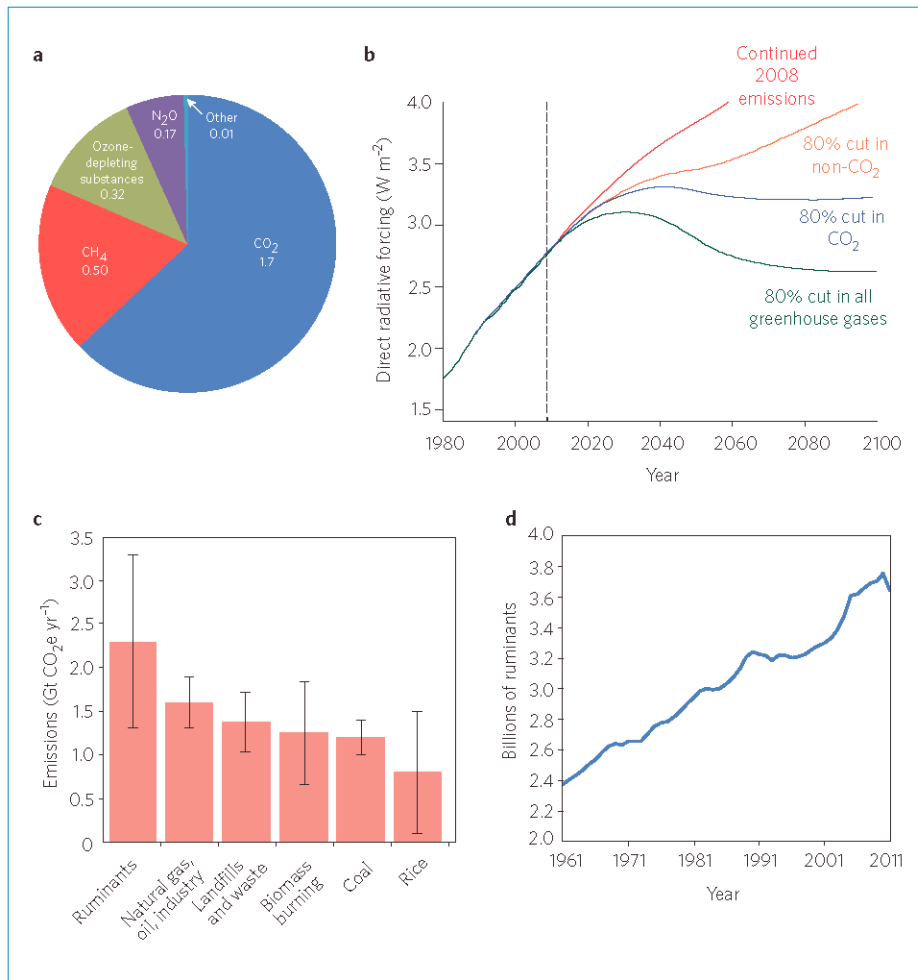 a
N2O
0.17
Other
0.01
Ozone-
depleting
substances
0.32
CH4
0.50
CO2
1.7
b
Continued
2008
emissions
80% cut in
non-CO2
80% cut in
CO2
80% cut in all
greenhouse gases
Direct radiative forcing (W m−2)
4.0
3.5
3.0
2.5
2.0
1.5
1980 2000 2020 2040 2060 2080 2100
Year
c
Emissions (Gt CO2e yr−1)
3.5
3.0
2.5
2.0
1.5
1.0
0.5
0
Ruminants
Natural gas,
oil, industry
Landfills
and waste
Biomass
burning
Coal
Rice
d
Billions of ruminants
4.0
3.8
3.6
3.2
3.0
2.8
2.6
2.4
2.2
2.0
1961 1971 1981 1991 2001 2011
Year